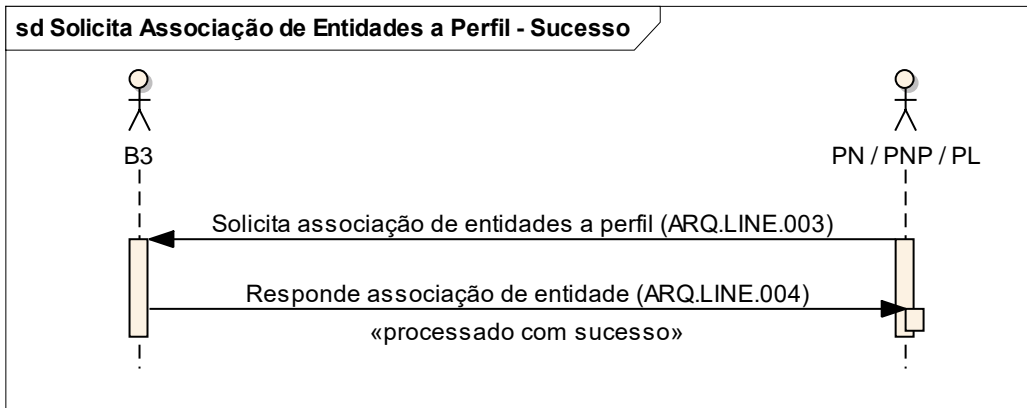 sd Solicita Associação de Entidades a Perfil - Sucesso
B3
PN / PNP / PL
Solicita associação de entidades a perfil (ARQ.LINE.003)
Responde associação de entidade (ARQ.LINE.004)
«processado com sucesso»